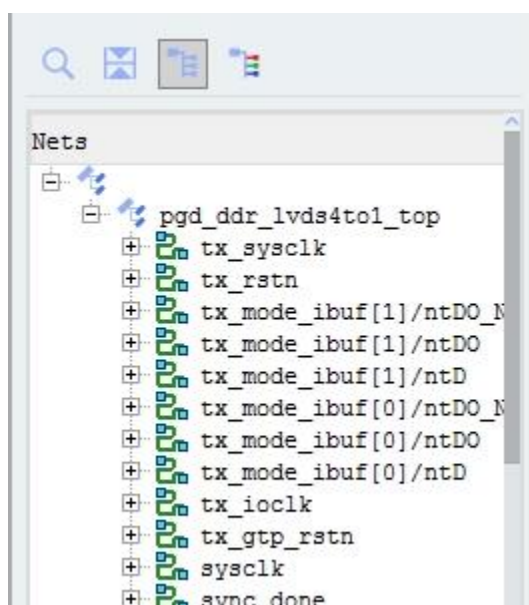 Nets
pgd_ddr_lvds4to1_top
tx_sysclk
tx_rstn
tx_mode_ibuf[1]/ntDO_N
tx_mode_ibuf[1]/ntDO
tx_mode_ibuf[1]/ntD
tx_mode_ibuf[0]/ntDO_N
tx_mode_ibuf[0]/ntDO
tx_mode_ibuf[0]/ntD
tx_ioclk
tx_gtp_rstn
sysclk
sync_done